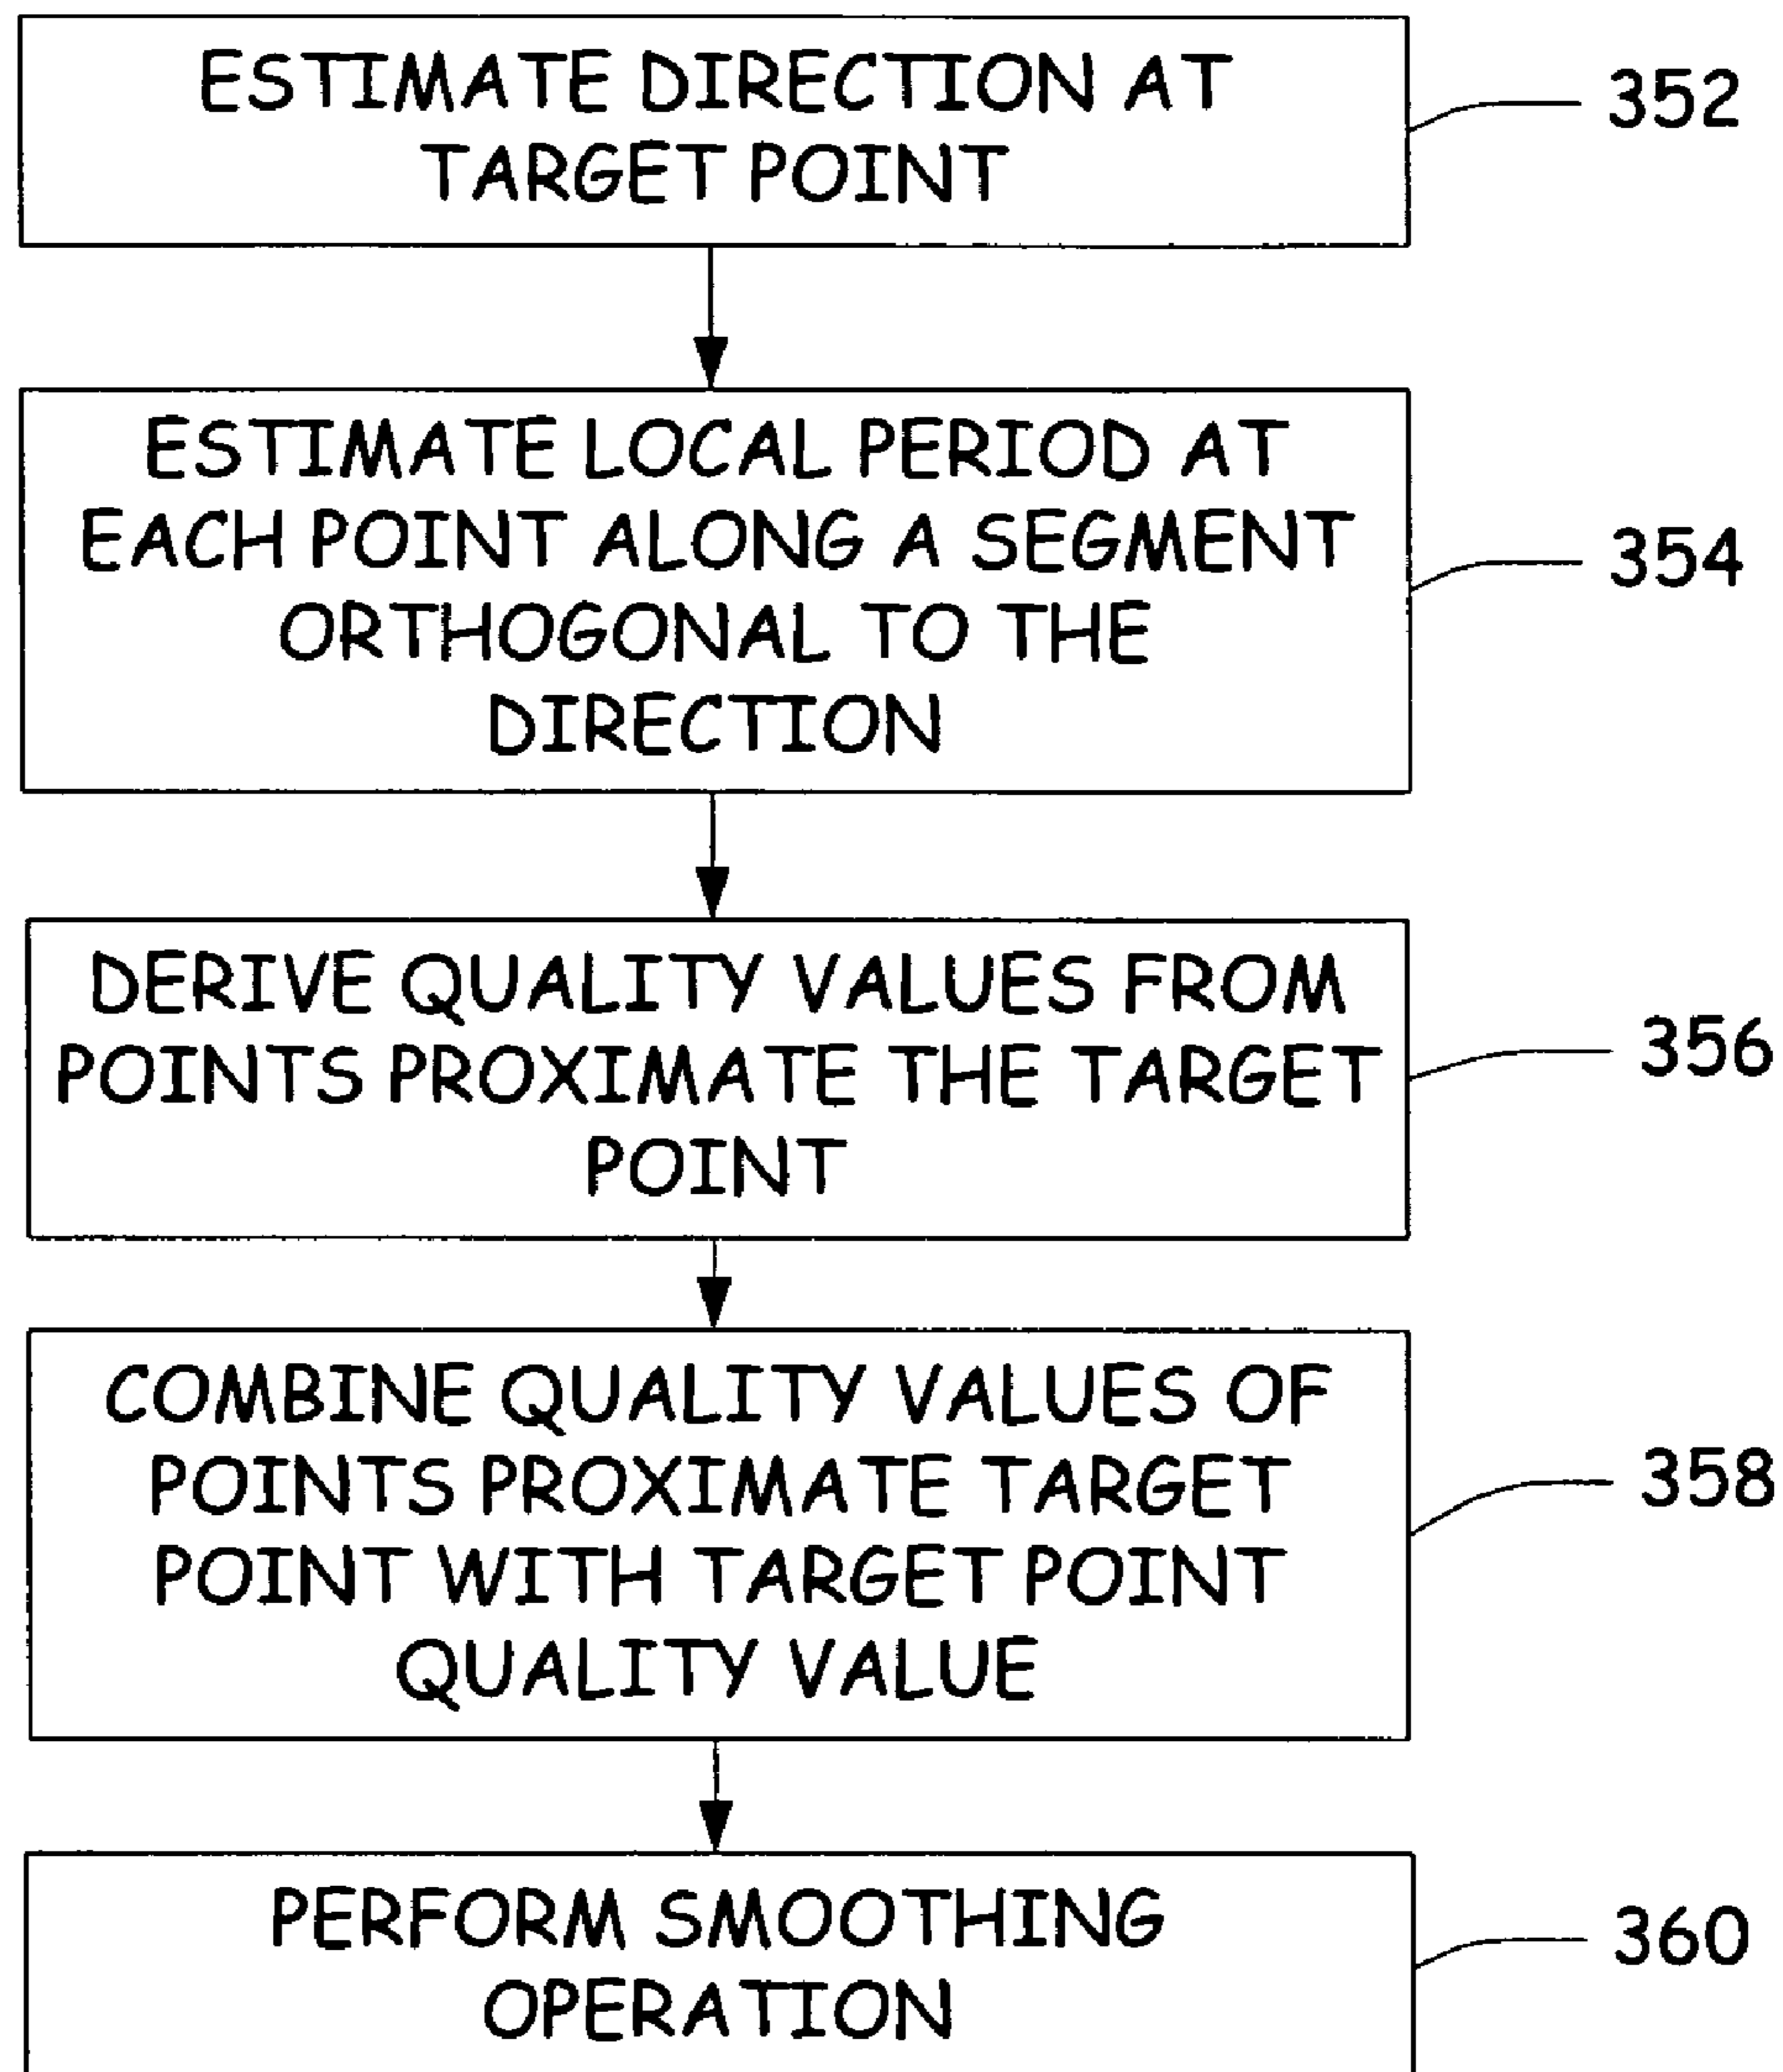 ESTIMATE DIRECTION AT
TARGET POINT
352
ESTIMATE LOCAL PERIOD AT
EACH POINT ALONG A SEGMENT
ORTHOGONAL TO THE
DIRECTION
354
DERIVE QUALITY VALUES FROM
POINTS PROXIMATE THE TARGET
POINT
356
COMBINE QUALITY VALUES OF
POINTS PROXIMATE TARGET
POINT WITH TARGET POINT
QUALITY VALUE
358
PERFORM SMOOTHING
OPERATION
360